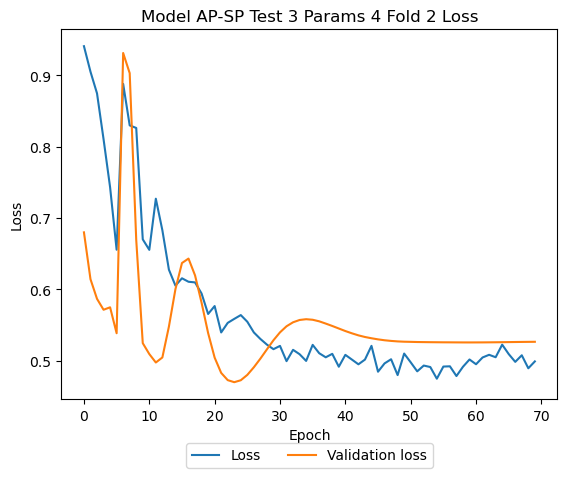 Model AP-SP Test 3 Params 4 Fold 2 Loss
0.9
0.8
0.7
0.6
0.5
Loss
0 10 20 30 40 50 60 70
Epoch
Loss Validation loss